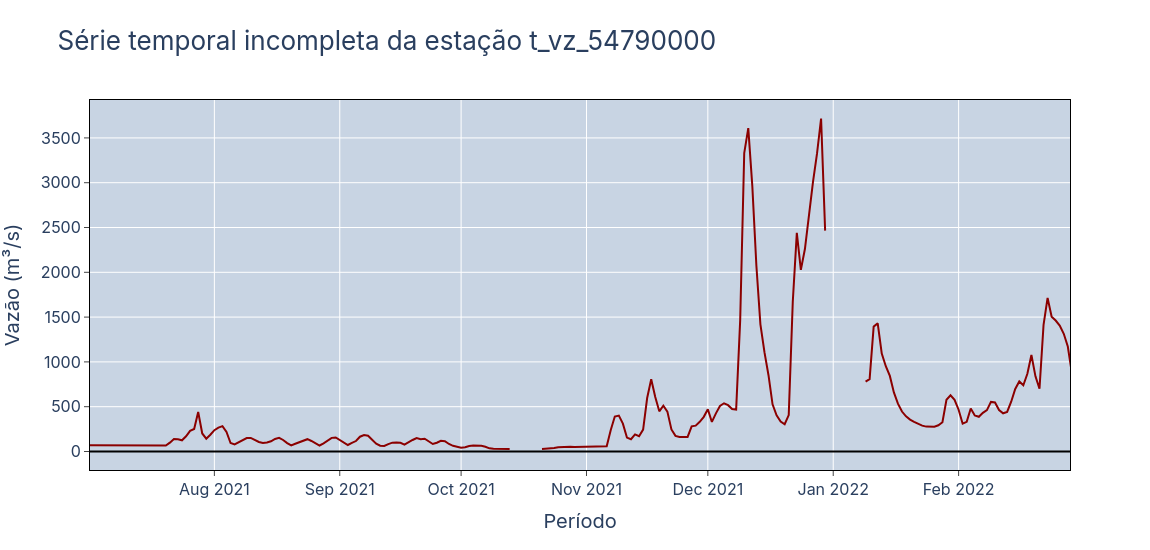 Série temporal incompleta da estação t_vz_54790000
Vazão (m³/s)
3500
3000
2500
2000
1500
1000
500
0
Aug 2021
Sep 2021
Oct 2021
Nov 2021
Dec 2021
Jan 2022
Feb 2022
Período